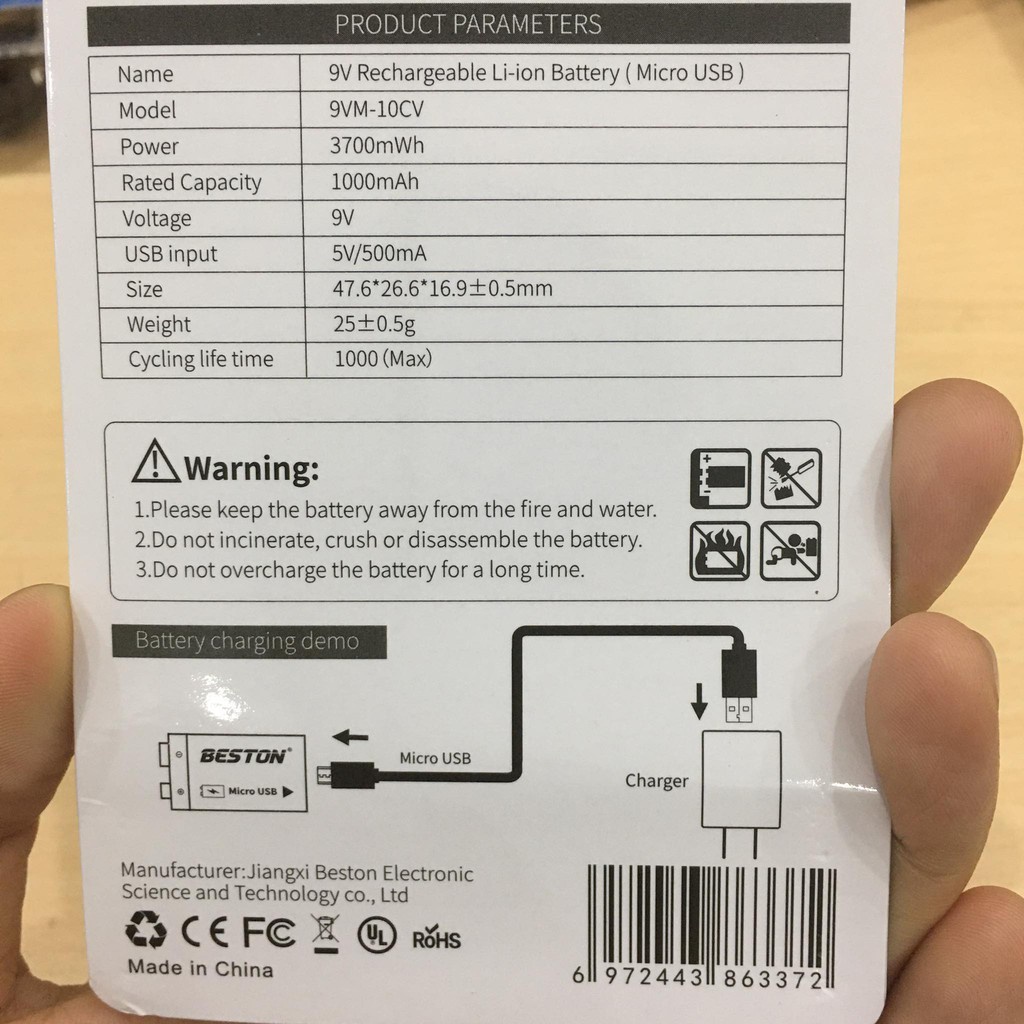 PRODUCT PARAMETERS
Name 9V Rechargeable Li-ion Battery ( Micro USB )
Model 9VM-10CV
Power 3700mWh
Rated Capacity 1000mAh
Voltage 9V
USB input 5V/500mA
Size 47.6*26.6*16.9±0.5mm
Weight 25±0.5g
Cycling life time 1000 (Max)
Warning:
1.Please keep the battery away from the fire and water.
2.Do not incinerate, crush or disassemble the battery.
3.Do not overcharge the battery for a long time.
Battery charging demo
BESTON®
Micro USB
Micro USB
Charger
Manufacturer:Jiangxi Beston Electronic
Science and Technology co., Ltd
CE FC UL RoHS
Made in China
6 972443 863372